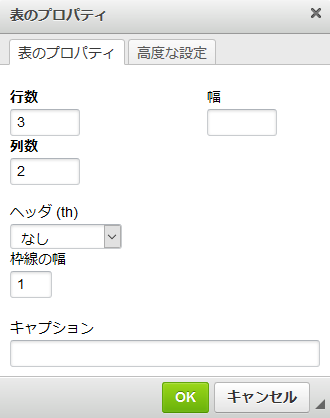 表のプロパティ
表のプロパティ 高度な設定
行数 幅
3
列数
2
ヘッダ (th)
なし
枠線の幅
1
キャプション
OK キャンセル